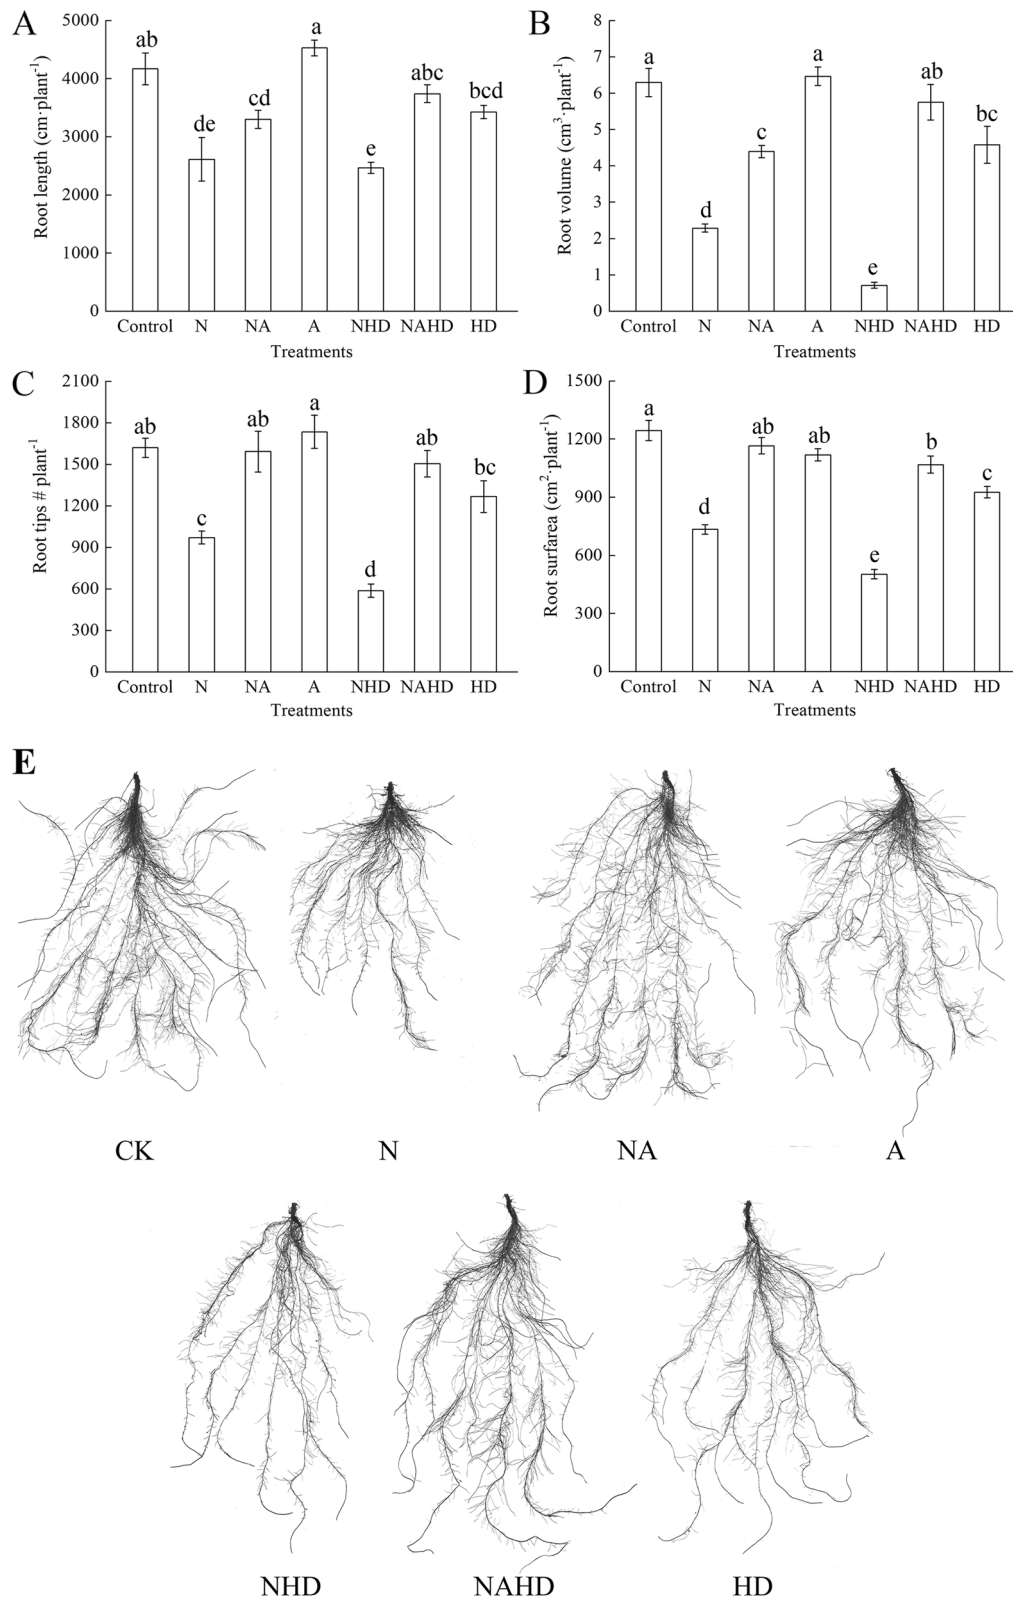 A
5000
4000
3000
2000
1000
0
Root length (cm·plant⁻¹)
ab
de
cd
a
e
abc
bcd
Control N NA A NHD NAHD HD
Treatments
B
8
7
6
5
4
3
2
1
0
Root volume (cm³·plant⁻¹)
a
d
c
a
e
ab
bc
Control N NA A NHD NAHD HD
Treatments
C
2100
1800
1500
1200
900
600
300
0
Root tips # plant⁻¹
ab
c
ab
a
d
ab
bc
Control N NA A NHD NAHD HD
Treatments
D
1500
1200
900
600
300
0
Root surfarea (cm²·plant⁻¹)
a
d
ab
ab
e
b
c
Control N NA A NHD NAHD HD
Treatments
E
CK N NA A
NHD NAHD HD